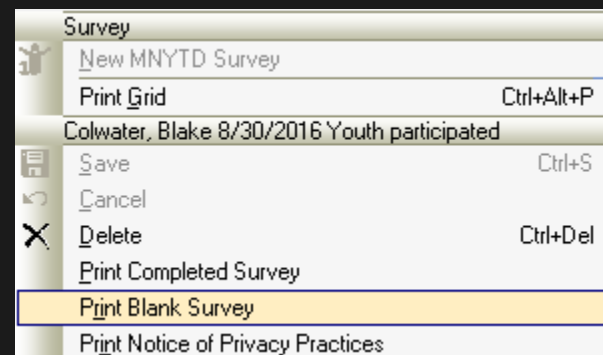 Survey
New MNYTD Survey
Print Grid Ctrl+Alt+P
Colwater, Blake 8/30/2016 Youth participated
Save Ctrl+S
Cancel
Delete Ctrl+Del
Print Completed Survey
Print Blank Survey
Print Notice of Privacy Practices